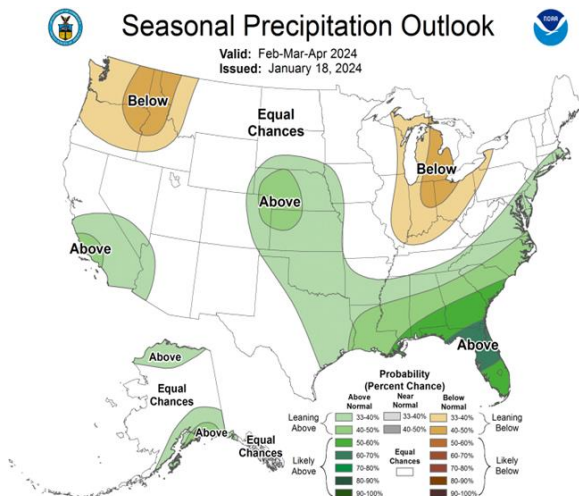 Seasonal Precipitation Outlook
NOAA
Valid: Feb-Mar-Apr 2024
Issued: January 18, 2024
Below
Equal
Chances
Below
Above
Above
Above
Above
Equal
Chances
Above
Equal
Chances
Probability
(Percent Chance)
Above
Normal
Near
Normal
Below
Normal
Leaning
Above
33-40%
33-40%
33-40%
Leaning
Below
40-50%
40-50%
40-50%
50-60%
50-60%
60-70%
Equal
Chances
60-70%
Likely
Above
70-80%
70-80%
Likely
Below
80-90%
80-90%
90-100%
90-100%